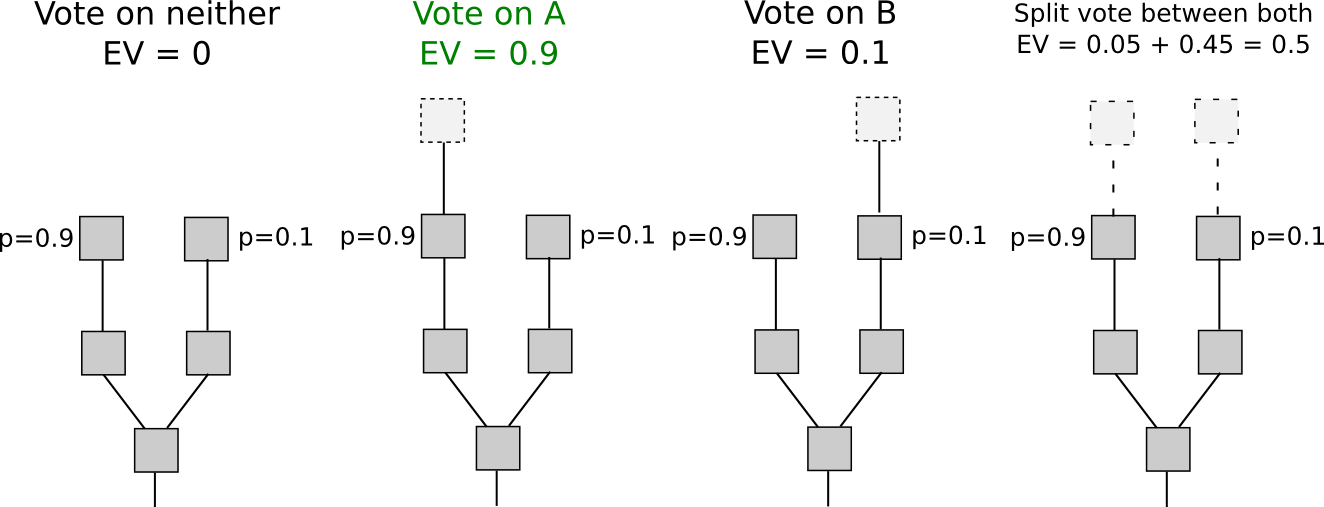 Vote on neither
EV = 0
Vote on A
EV = 0.9
Vote on B
EV = 0.1
Split vote between both
EV = 0.05 + 0.45 = 0.5
p=0.9
p=0.1
p=0.9
p=0.1
p=0.9
p=0.1
p=0.9
p=0.1